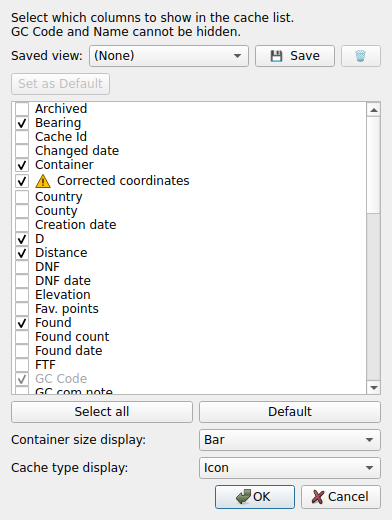 Select which columns to show in the cache list.
GC Code and Name cannot be hidden.
Saved view: (None) Save
Set as Default
Archived
Bearing
Cache Id
Changed date
Container
Corrected coordinates
Country
County
Creation date
D
Distance
DNF
DNF date
Elevation
Fav. points
Found
Found count
Found date
FTF
GC Code
GC com note
Select all Default
Container size display: Bar
Cache type display: Icon
OK Cancel